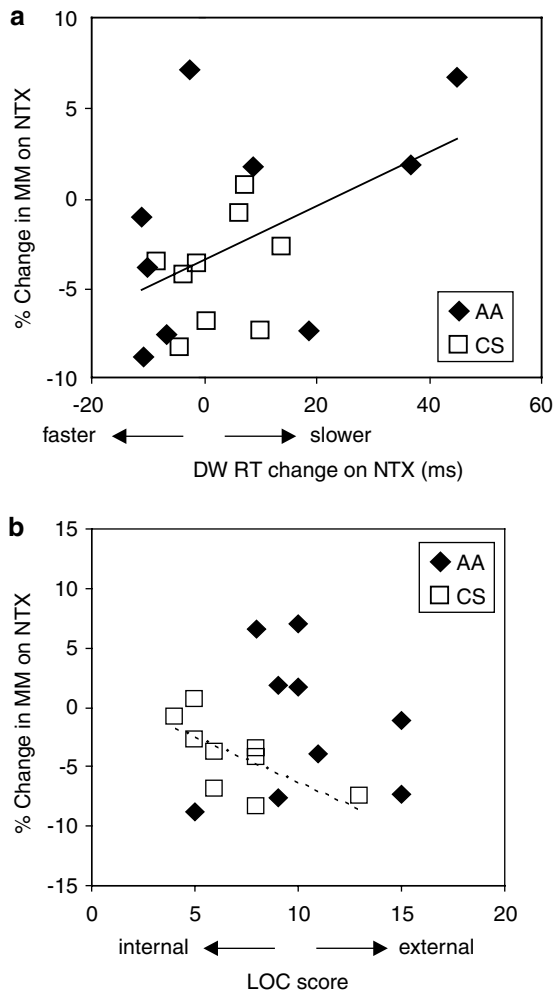 a
10
5
0
-5
-10
% Change in MM on NTX
AA
CS
-20 0 20 40 60
faster slower
DW RT change on NTX (ms)
b
15
10
5
0
-5
-10
-15
% Change in MM on NTX
AA
CS
0 5 10 15 20
internal external
LOC score